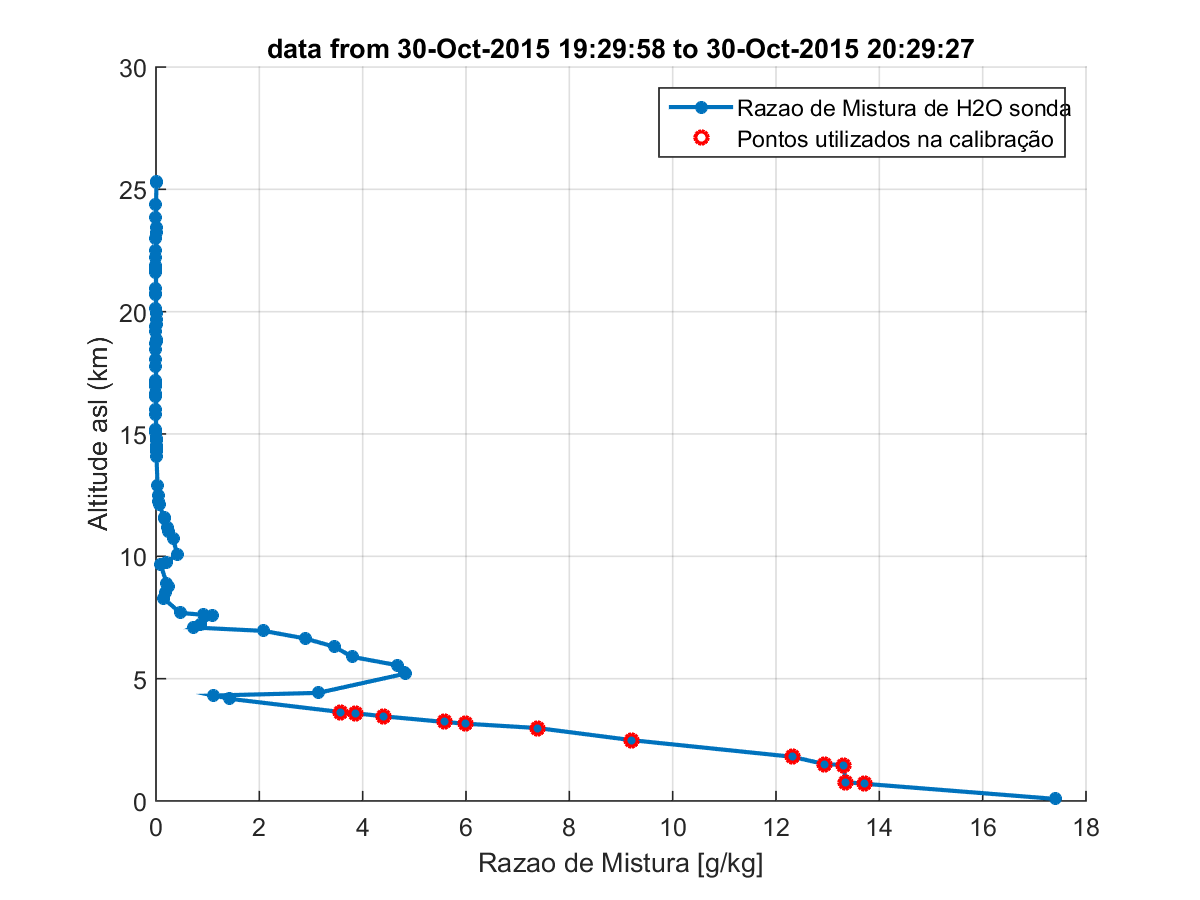 data from 30-Oct-2015 19:29:58 to 30-Oct-2015 20:29:27
Razao de Mistura de H2O sonda
Pontos utilizados na calibração
30
25
20
15
10
5
0
Altitude asl (km)
0 2 4 6 8 10 12 14 16 18
Razao de Mistura [g/kg]